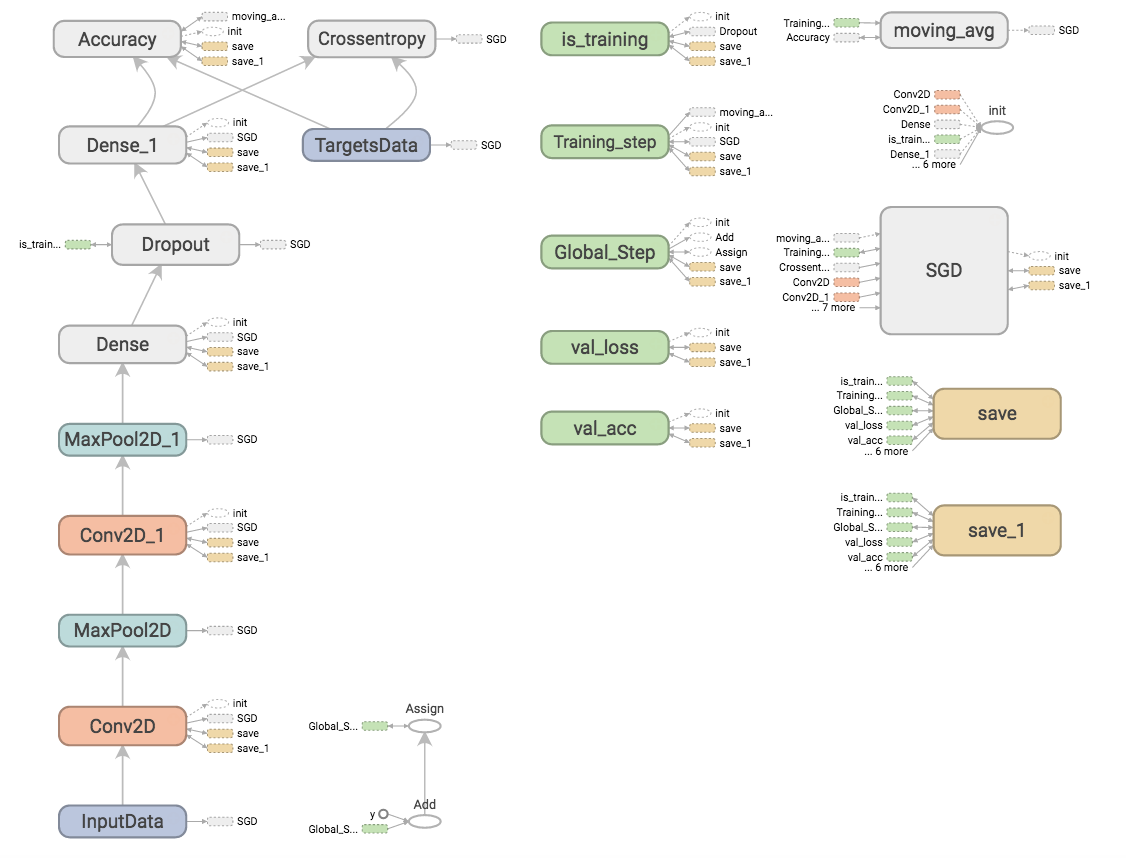 Accuracy
moving_a...
init
save
save_1
Crossentropy
SGD
Dense_1
init
SGD
save
save_1
TargetsData
SGD
is_train...
Dropout
SGD
Dense
init
SGD
save
save_1
MaxPool2D_1
SGD
Conv2D_1
init
SGD
save
save_1
MaxPool2D
SGD
Conv2D
init
SGD
save
save_1
InputData
SGD
Assign
Global_S...
Add
y
Global_S...
is_training
init
Dropout
save
save_1
Training_step
moving_a...
init
SGD
save
save_1
Global_Step
init
Add
Assign
save
save_1
val_loss
init
save
save_1
val_acc
init
save
save_1
Training...
Accuracy
moving_avg
SGD
Conv2D
Conv2D_1
Dense
is_train...
Dense_1
... 6 more
init
moving_a...
Training...
Crossent...
Conv2D
Conv2D_1
... 7 more
SGD
init
save
save_1
is_train...
Training...
Global_S...
val_loss
val_acc
... 6 more
save
is_train...
Training...
Global_S...
val_loss
val_acc
... 6 more
save_1